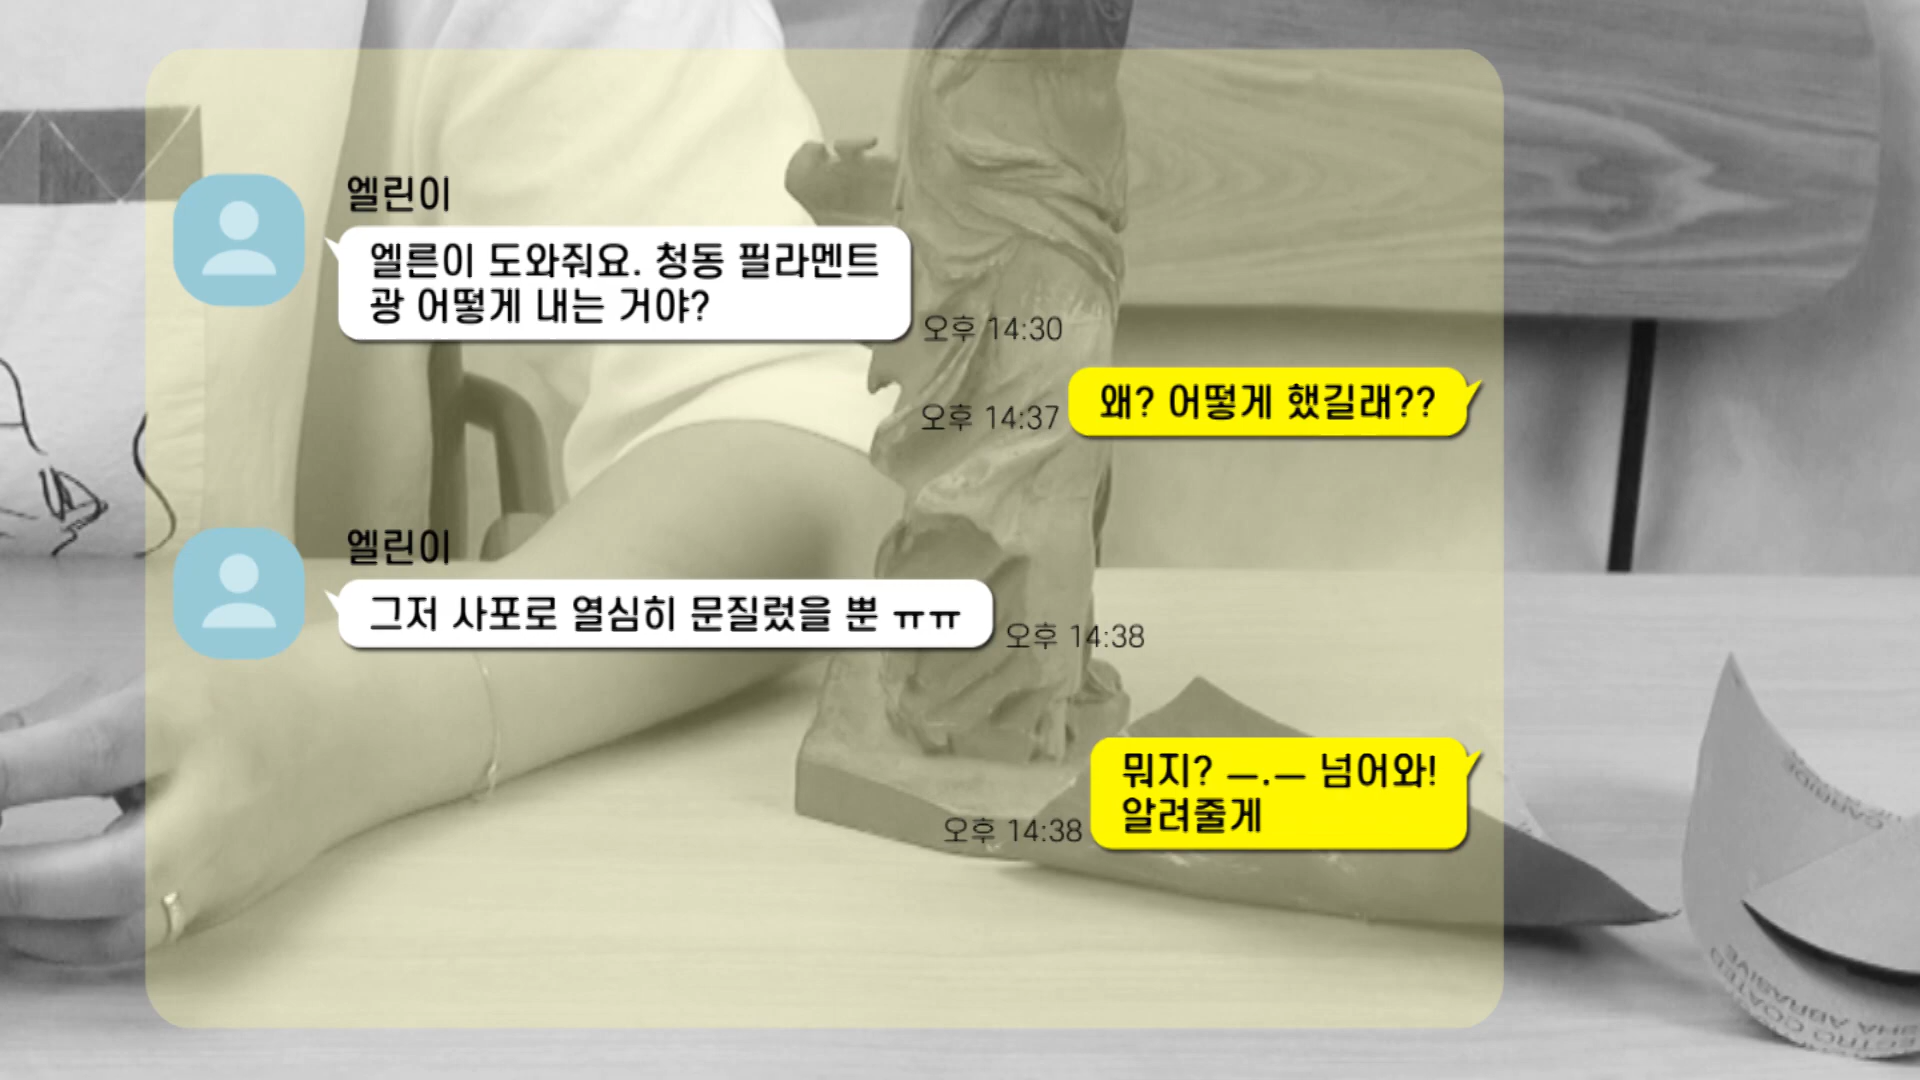 엘린이
엘른이 도와줘요. 청동 필라멘트
광 어떻게 내는 거야?
오후 14:30
왜? 어떻게 했길래??
오후 14:37
엘린이
그저 사포로 열심히 문질렀을 뿐 ㅠㅠ
오후 14:38
뭐지? ㅡ.ㅡ 넘어와!
알려줄게
오후 14:38